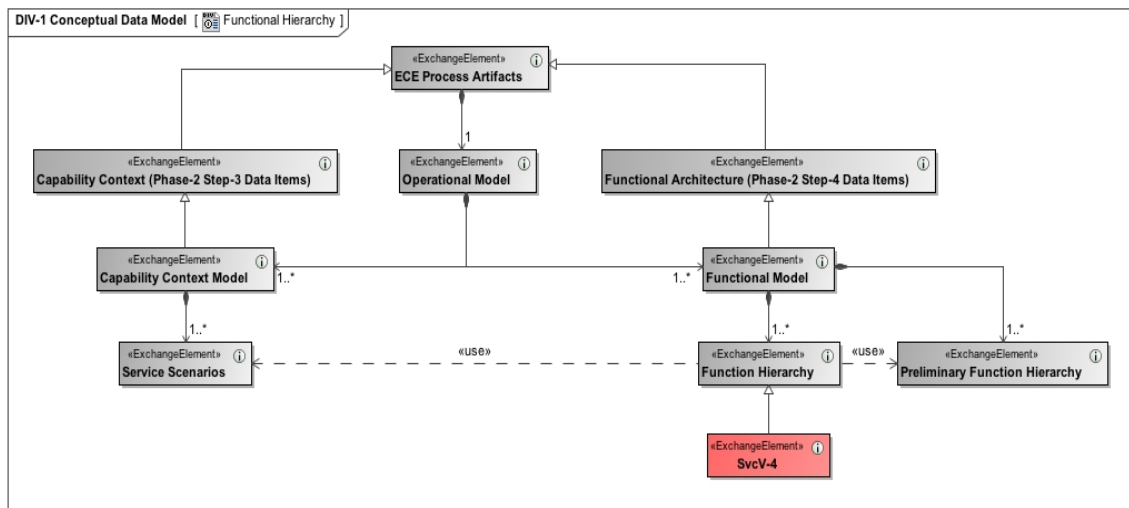 DIV-1 Conceptual Data Model [ Functional Hierarchy ]
«ExchangeElement»
ECE Process Artifacts
1
«ExchangeElement»
Capability Context (Phase-2 Step-3 Data Items)
«ExchangeElement»
Operational Model
«ExchangeElement»
Functional Architecture (Phase-2 Step-4 Data Items)
«ExchangeElement»
Capability Context Model
1..*
1..*
«ExchangeElement»
Functional Model
1..*
1..*
1..*
«ExchangeElement»
Service Scenarios
«use»
«ExchangeElement»
Function Hierarchy
«use»
«ExchangeElement»
Preliminary Function Hierarchy
«ExchangeElement»
SvcV-4